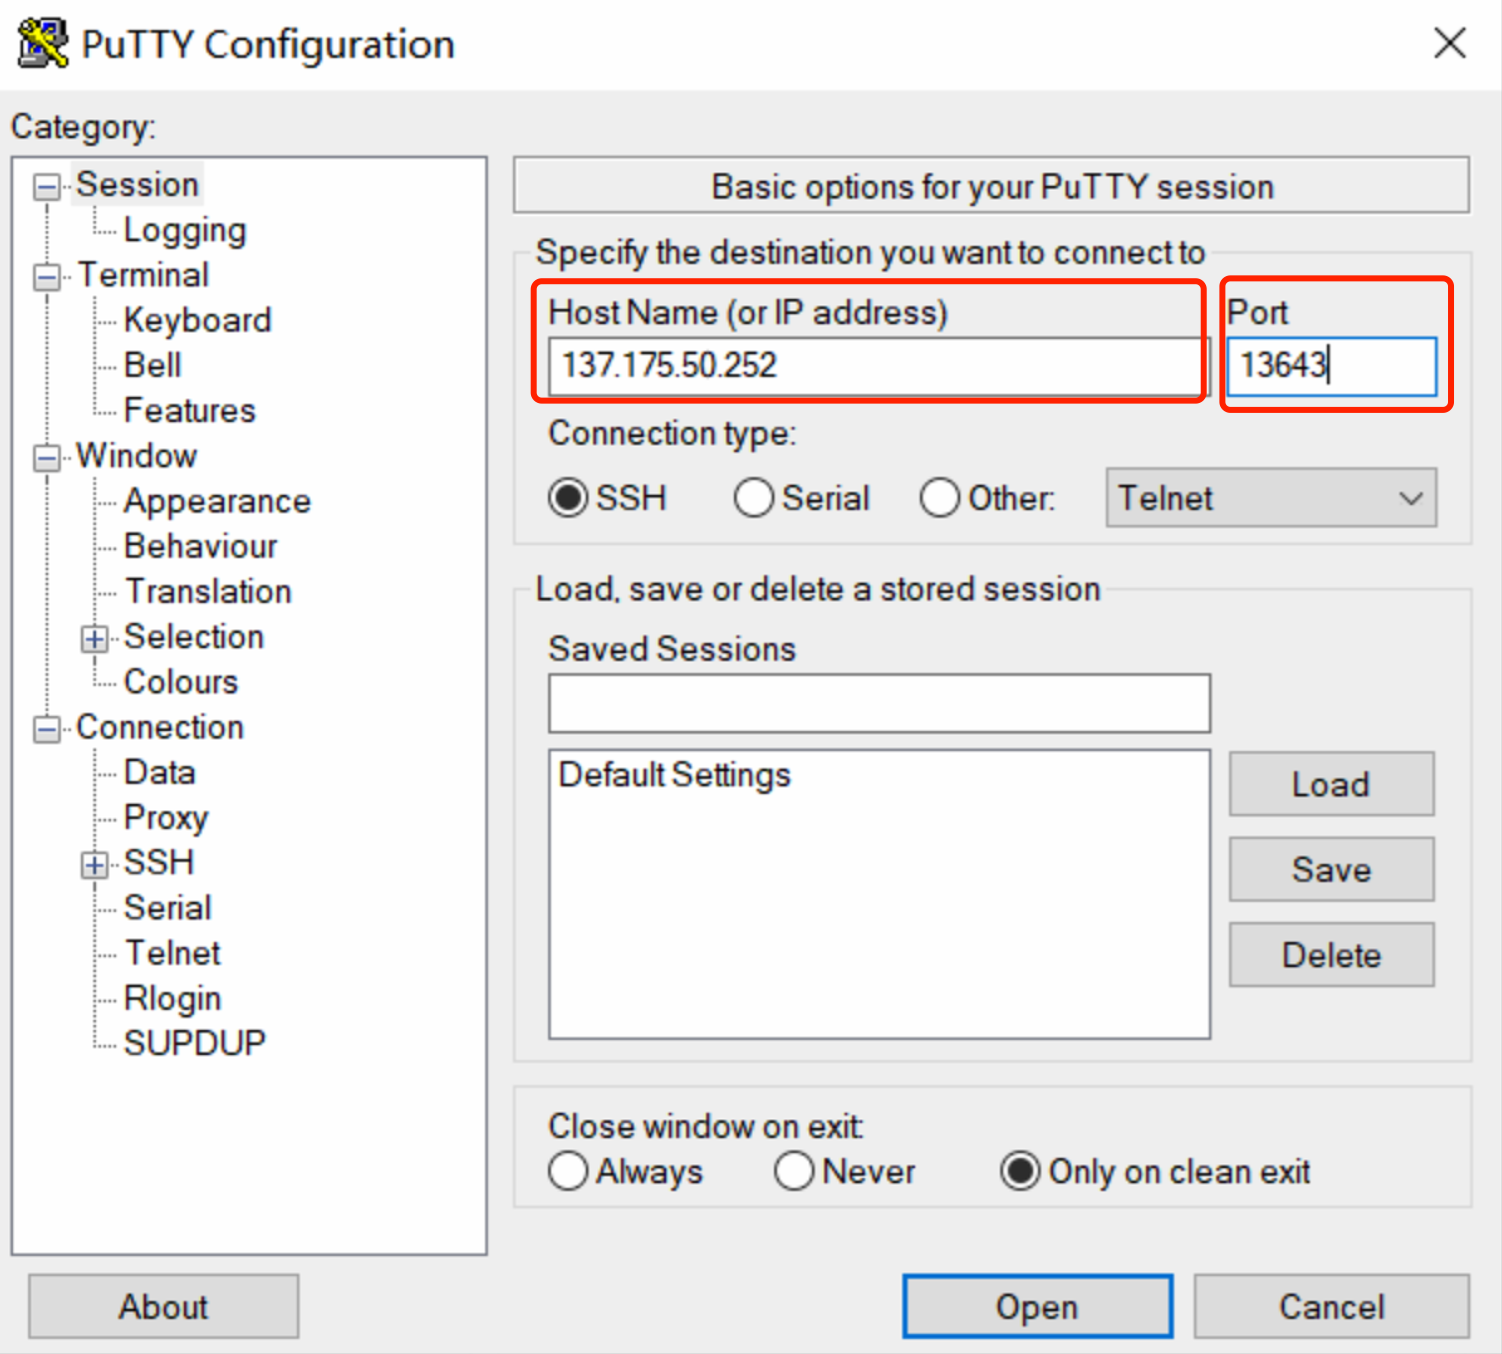 PuTTY Configuration
Category:
Session
Logging
Terminal
Keyboard
Bell
Features
Window
Appearance
Behaviour
Translation
Selection
Colours
Connection
Data
Proxy
SSH
Serial
Telnet
Rlogin
SUPDUP
Basic options for your PuTTY session
Specify the destination you want to connect to
Host Name (or IP address) Port
137.175.50.252 13643
Connection type:
SSH Serial Other: Telnet
Load, save or delete a stored session
Saved Sessions
Default Settings
Load
Save
Delete
Close window on exit:
Always Never Only on clean exit
About Open Cancel